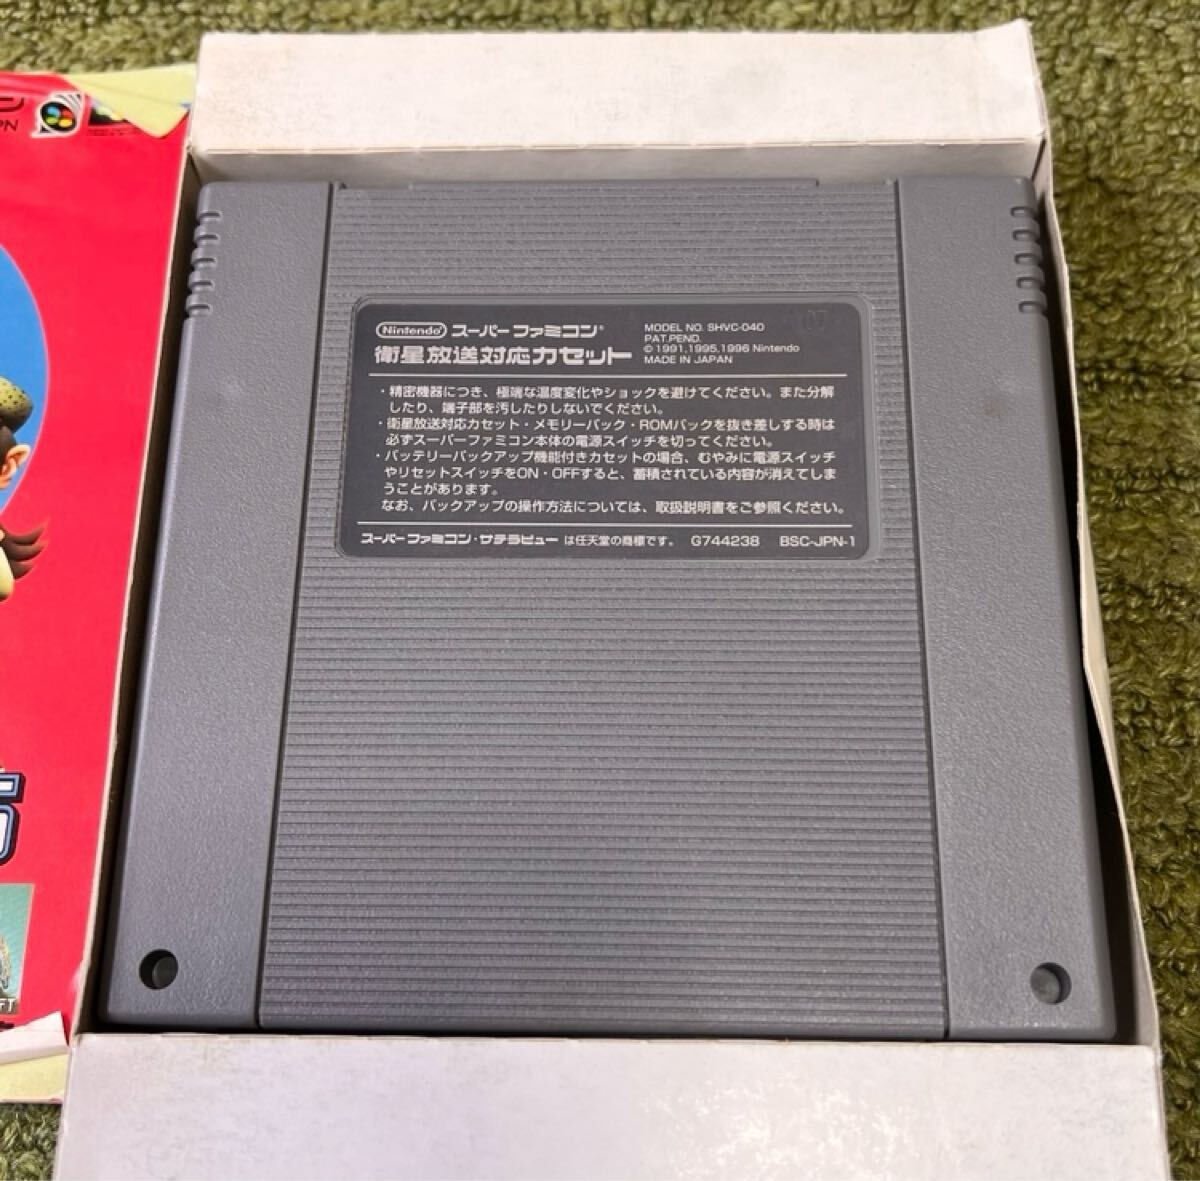 PN
Nintendo スーパーファミコン®
衛星放送対応カセット
MODEL NO. SHVC-040
PAT.PEND.
©1991,1995,1996 Nintendo
MADE IN JAPAN
07
・精密機器につき、極端な温度変化やショックを避けてください。また分解
したり、端子部を汚したりしないでください。
・衛星放送対応カセット・メモリーパック・ROMパックを抜き差しする時は
必ずスーパーファミコン本体の電源スイッチを切ってください。
・バッテリーバックアップ機能付きカセットの場合、むやみに電源スイッチ
やリセットスイッチをON・OFFすると、蓄積されている内容が消えてしま
うことがあります。
なお、バックアップの操作方法については、取扱説明書をご参照ください。
スーパーファミコン・サテラビューは任天堂の商標です。 G744238 BSC-JPN-1
5
FT